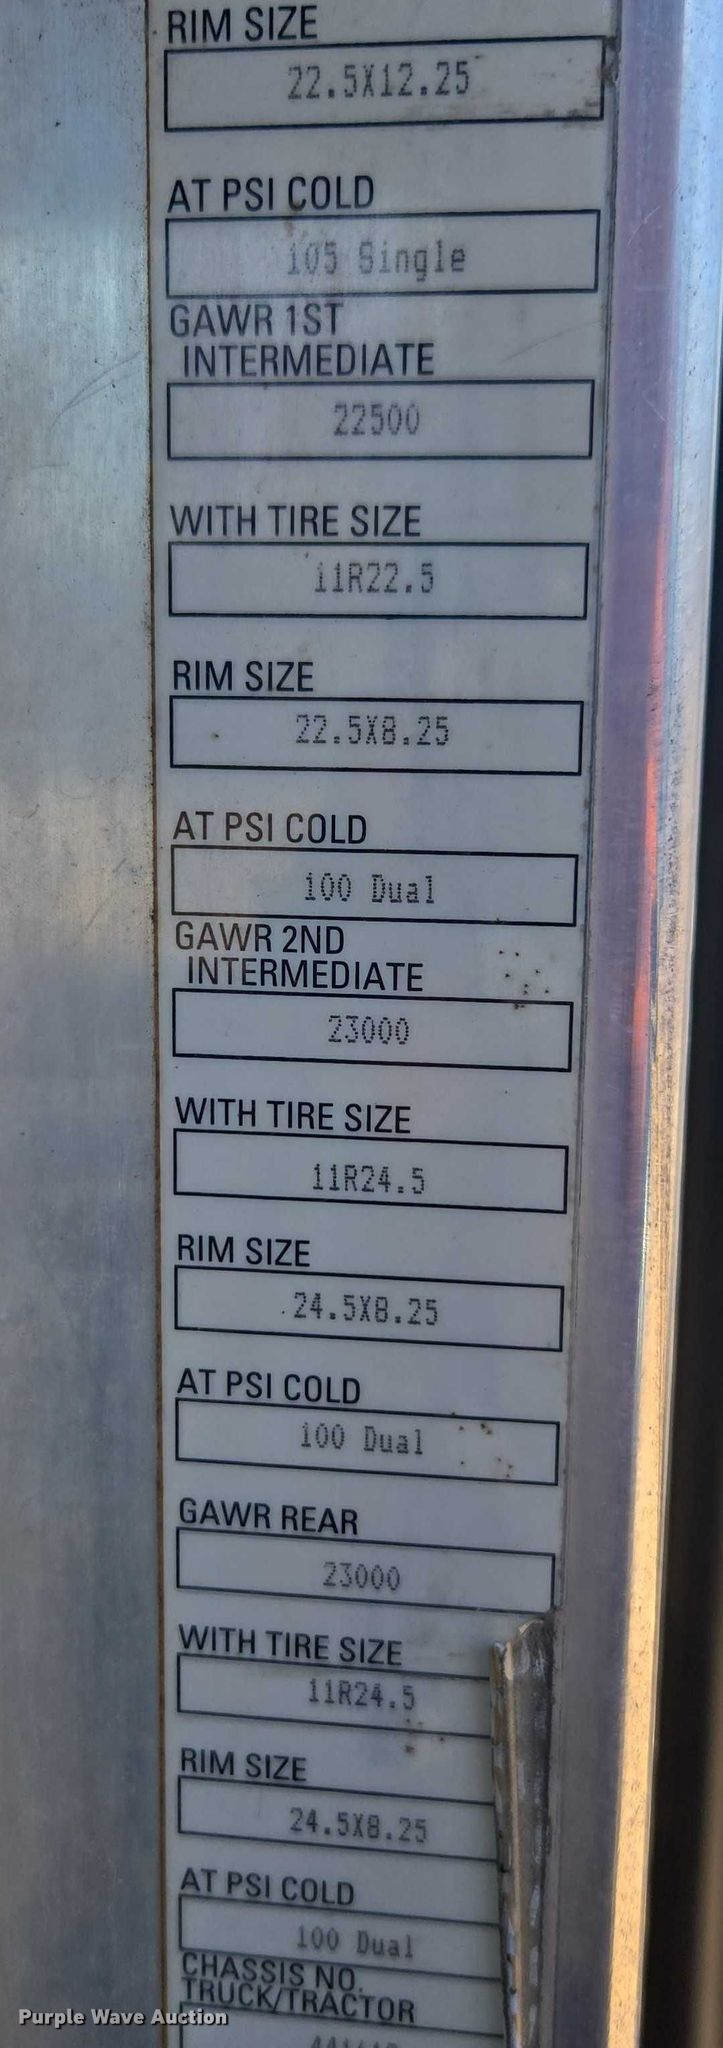 RIM SIZE
22.5X12.25
AT PSI COLD
105 Single
GAWR 1ST
INTERMEDIATE
22500
WITH TIRE SIZE
11R22.5
RIM SIZE
22.5X8.25
AT PSI COLD
100 Dual
GAWR 2ND
INTERMEDIATE
23000
WITH TIRE SIZE
11R24.5
RIM SIZE
24.5X8.25
AT PSI COLD
100 Dual
GAWR REAR
23000
WITH TIRE SIZE
11R24.5
RIM SIZE
24.5X8.25
AT PSI COLD
100 Dual
CHASSIS NO.
TRUCK/TRACTOR
Purple Wave Auction